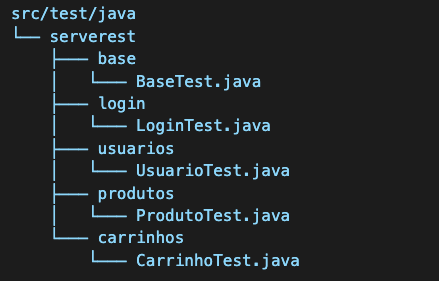 src/test/java
└── serverest
    ├── base
    │   └── BaseTest.java
    ├── login
    │   └── LoginTest.java
    ├── usuarios
    │   └── UsuarioTest.java
    ├── produtos
    │   └── ProdutoTest.java
    └── carrinhos
        └── CarrinhoTest.java